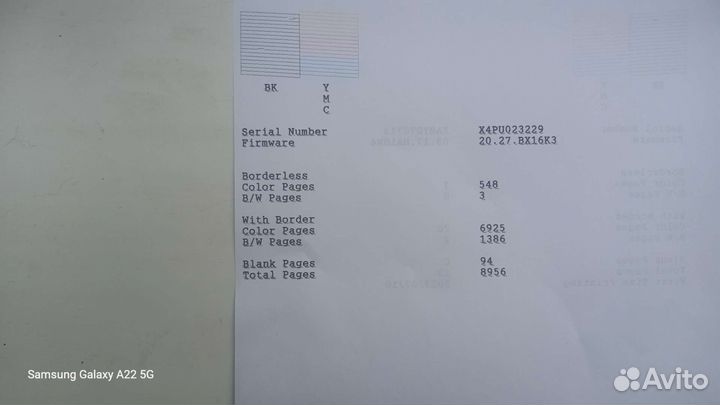 BK Y
M
C
Serial Number X4PU023229
Firmware 20.27.BX16K3
Borderless
Color Pages 548
B/W Pages 3
With Border
Color Pages 6925
B/W Pages 1386
Blank Pages 94
Total Pages 8956
Samsung Galaxy A22 5G
Avito